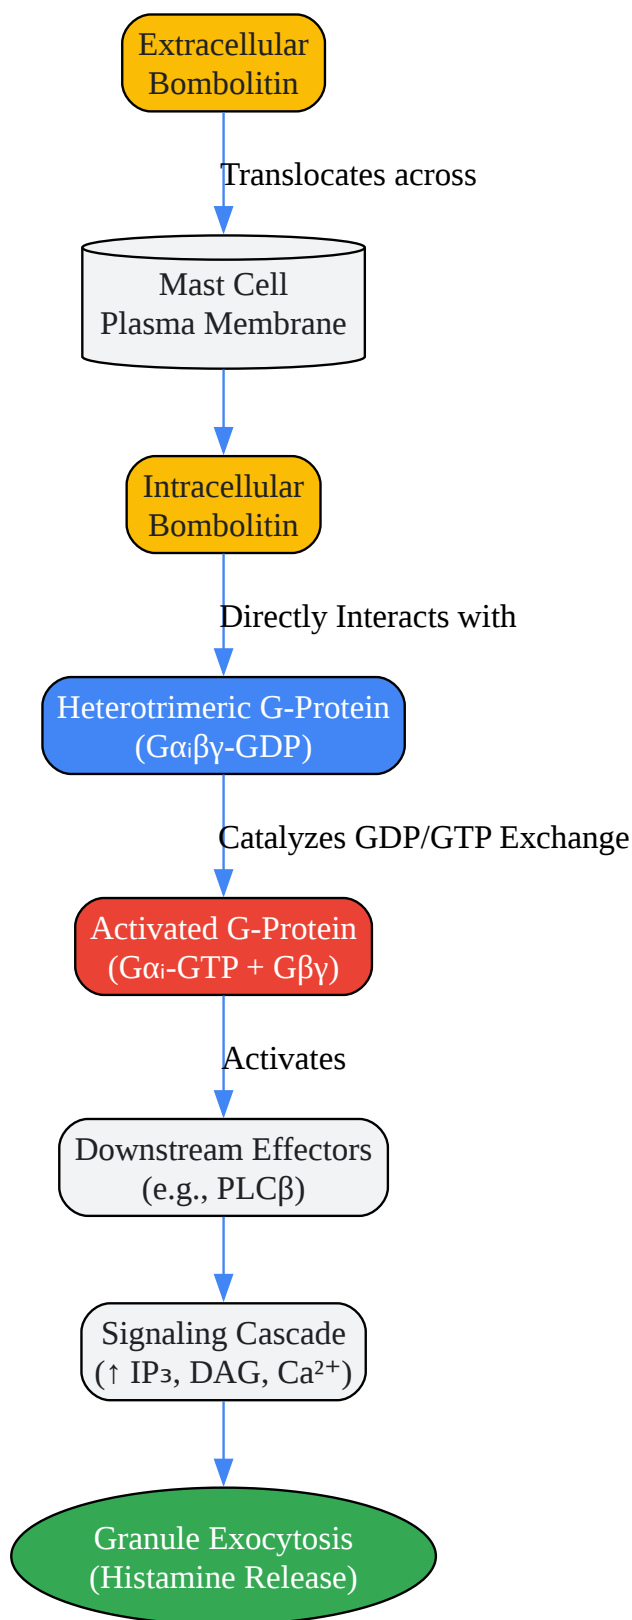 Extracellular
Bombolitin
Translocates across
Mast Cell
Plasma Membrane
Intracellular
Bombolitin
Directly Interacts with
Heterotrimeric G-Protein
(Gαᵢβγ-GDP)
Catalyzes GDP/GTP Exchange
Activated G-Protein
(Gαᵢ-GTP + Gβγ)
Activates
Downstream Effectors
(e.g., PLCβ)
Signaling Cascade
(↑ IP₃, DAG, Ca²⁺)
Granule Exocytosis
(Histamine Release)